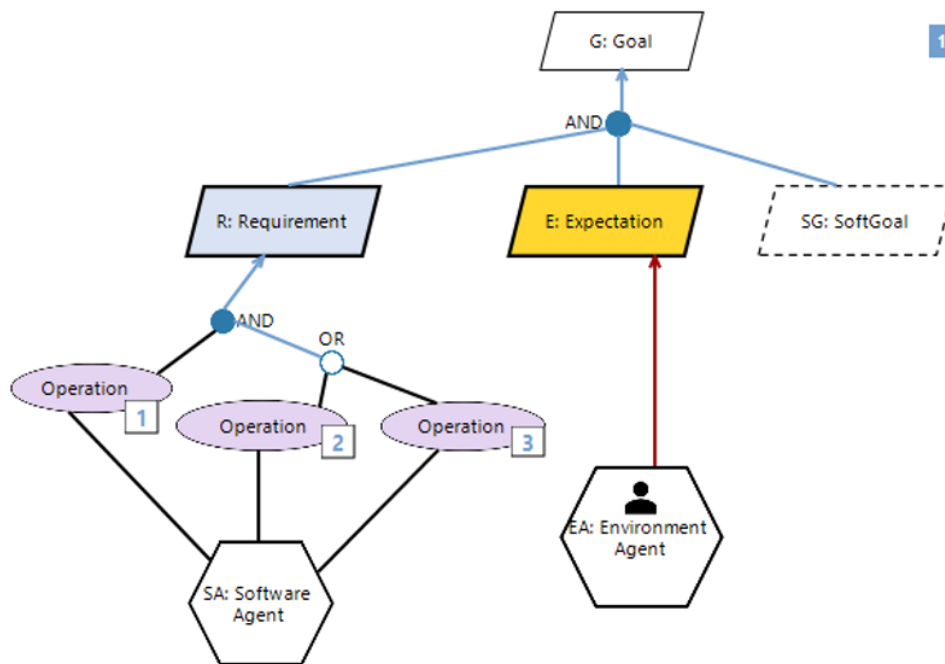 G: Goal
1
AND
R: Requirement
E: Expectation
SG: SoftGoal
AND
OR
Operation
1
Operation
2
Operation
3
EA: Environment
Agent
SA: Software
Agent